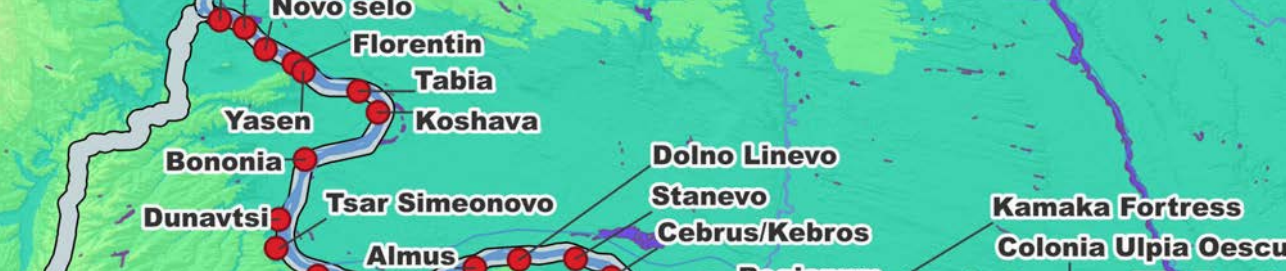 Novo selo
Florentin
Tabia
Yasen
Koshava
Bononia
Dolno Linevo
Stanevo
Dunavtsi
Tsar Simeonovo
Kamaka Fortress
Cebrus/Kebros
Almus
Colonia Ulpia Oescu